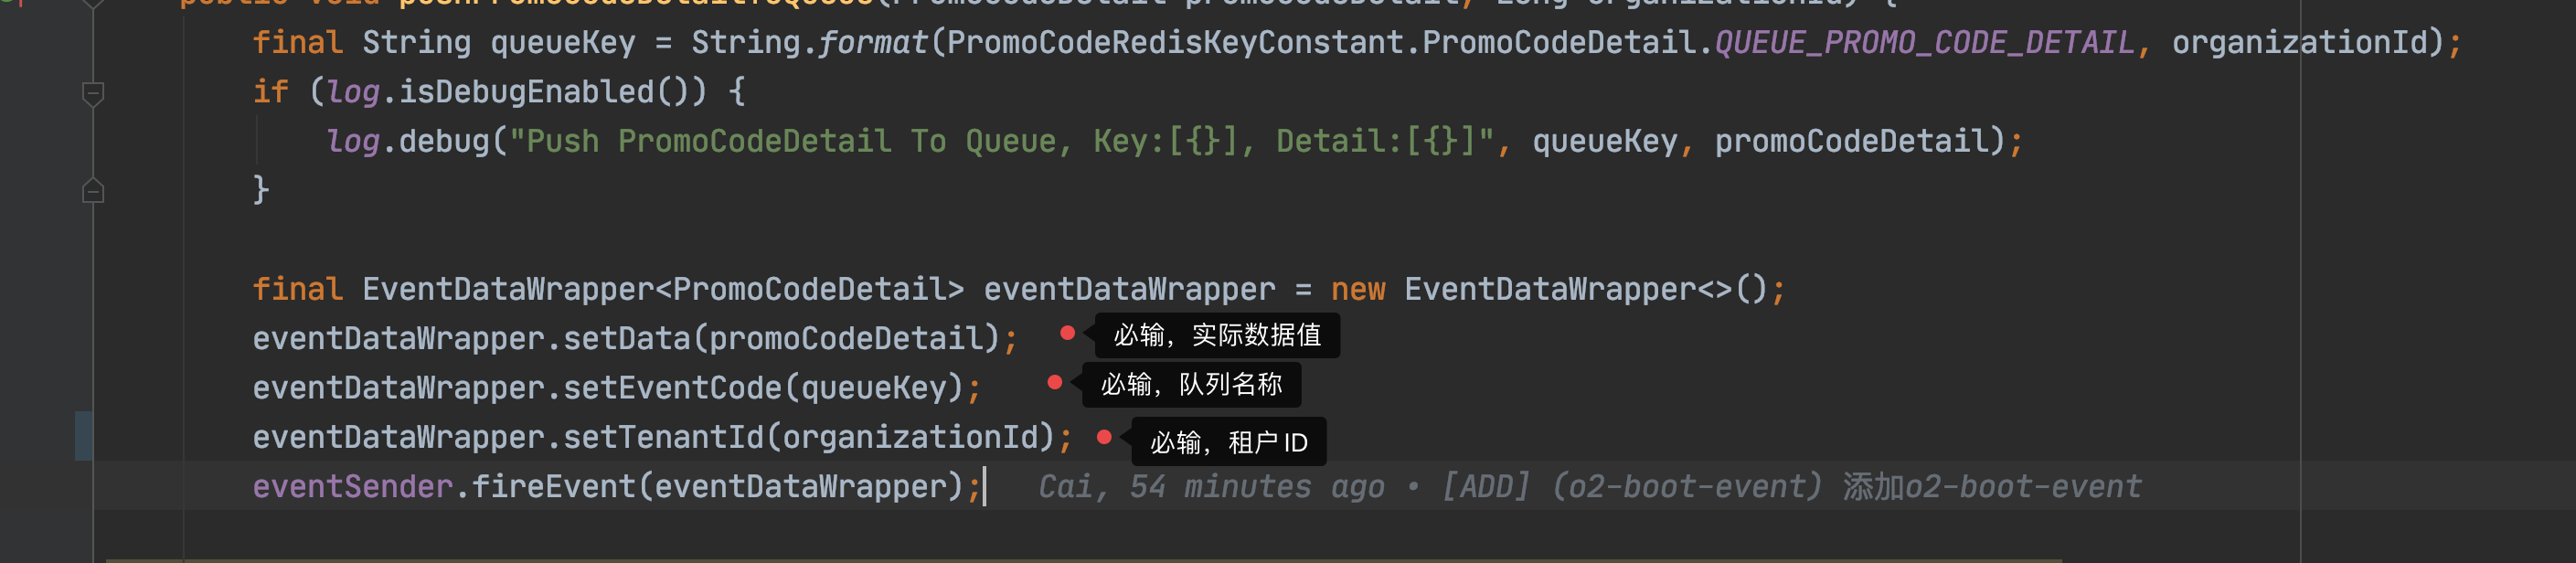 public void pushPromoCodeDetailToQueue(PromoCodeDetail promoCodeDetail, Long organizationId) {
final String queueKey = String.format(PromoCodeRedisKeyConstant.PromoCodeDetail.QUEUE_PROMO_CODE_DETAIL, organizationId);
if (log.isDebugEnabled()) {
log.debug("Push PromoCodeDetail To Queue, Key:[{}], Detail:[{}]", queueKey, promoCodeDetail);
}
final EventDataWrapper<PromoCodeDetail> eventDataWrapper = new EventDataWrapper<>();
eventDataWrapper.setData(promoCodeDetail); 必输，实际数据值
eventDataWrapper.setEventCode(queueKey); 必输，队列名称
eventDataWrapper.setTenantId(organizationId); 必输，租户 ID
eventSender.fireEvent(eventDataWrapper); Cai, 54 minutes ago • [ADD] (o2-boot-event) 添加o2-boot-event